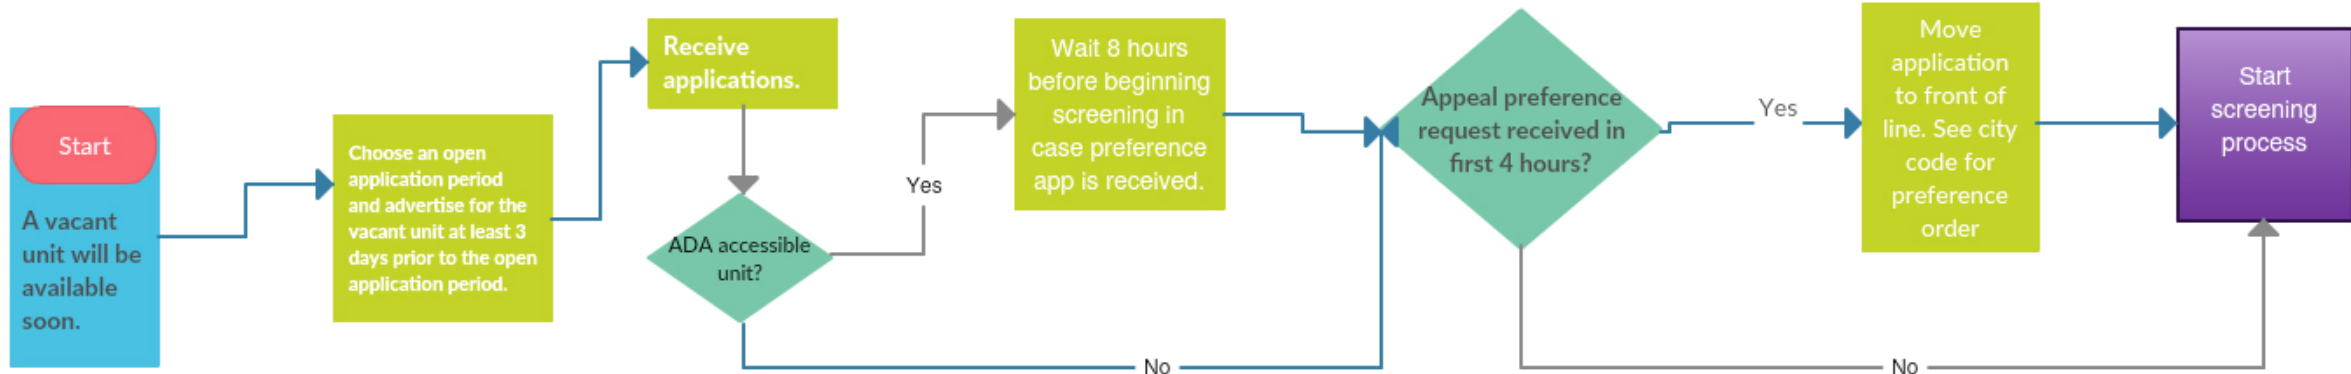 Start
A vacant
unit will be
available
soon.
Choose an open
application period
and advertise for the
vacant unit at least 3
days prior to the open
application period.
Receive
applications.
ADA accessible
unit?
Yes
No
Wait 8 hours
before beginning
screening in
case preference
app is received.
Appeal preference
request received in
first 4 hours?
Yes
No
Move
application
to front of
line. See city
code for
preference
order
Start
screening
process